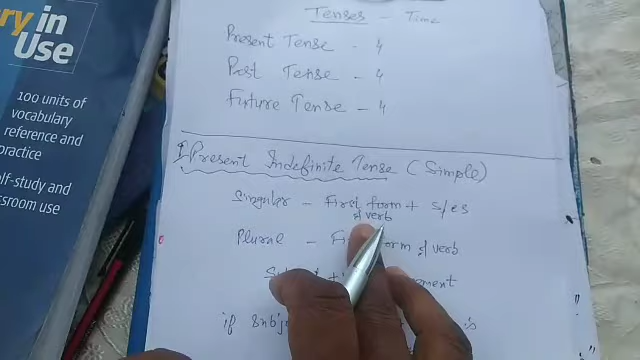 ry in
Use
100 units of
vocabulary
reference and
practice
elf-study and
ssroom use
Tenses - Time
Present Tense - 4
Past Tense - 4
Future Tense - 4
I Present Indefinite Tense (Simple)
Singular - First form + s/es
of verb
Plural - form of verb
if
is